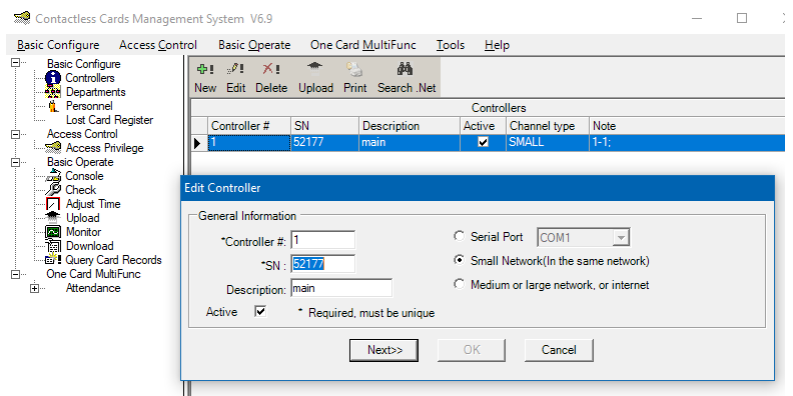 Contactless Cards Management System V6.9
Basic Configure Access Control Basic Operate One Card MultiFunc Tools Help
Basic Configure
Controllers
Departments
Personnel
Lost Card Register
Access Control
Access Privilege
Basic Operate
Console
Check
Adjust Time
Upload
Monitor
Download
Query Card Records
One Card MultiFunc
Attendance
New Edit Delete Upload Print Search .Net
Controllers
Controller # SN Description Active Channel type Note
1 52177 main SMALL 1-1;
Edit Controller
General Information
*Controller #: 1
*SN : 52177
Description: main
Active * Required, must be unique
Serial Port COM1
Small Network(In the same network)
Medium or large network, or internet
Next>> OK Cancel